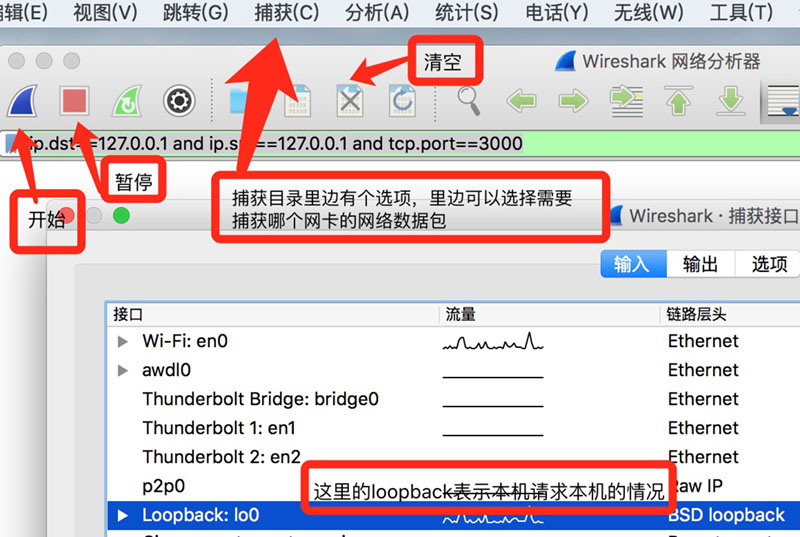 编辑(E) 视图(V) 跳转(G) 捕获(C) 分析(A) 统计(S) 电话(Y) 无线(W) 工具(T)
清空
Wireshark 网络分析器
ip.dst==127.0.0.1 and ip.src==127.0.0.1 and tcp.port==3000
暂停
开始
捕获目录里边有个选项，里边可以选择需要
捕获哪个网卡的网络数据包
Wireshark · 捕获接口
输入 输出 选项
接口 流量 链路层头
Wi-Fi: en0 Ethernet
awdl0 Ethernet
Thunderbolt Bridge: bridge0 Ethernet
Thunderbolt 1: en1 Ethernet
Thunderbolt 2: en2 Ethernet
p2p0 Raw IP
这里的loopback表示本机请求本机的情况
Loopback: lo0 BSD loopback